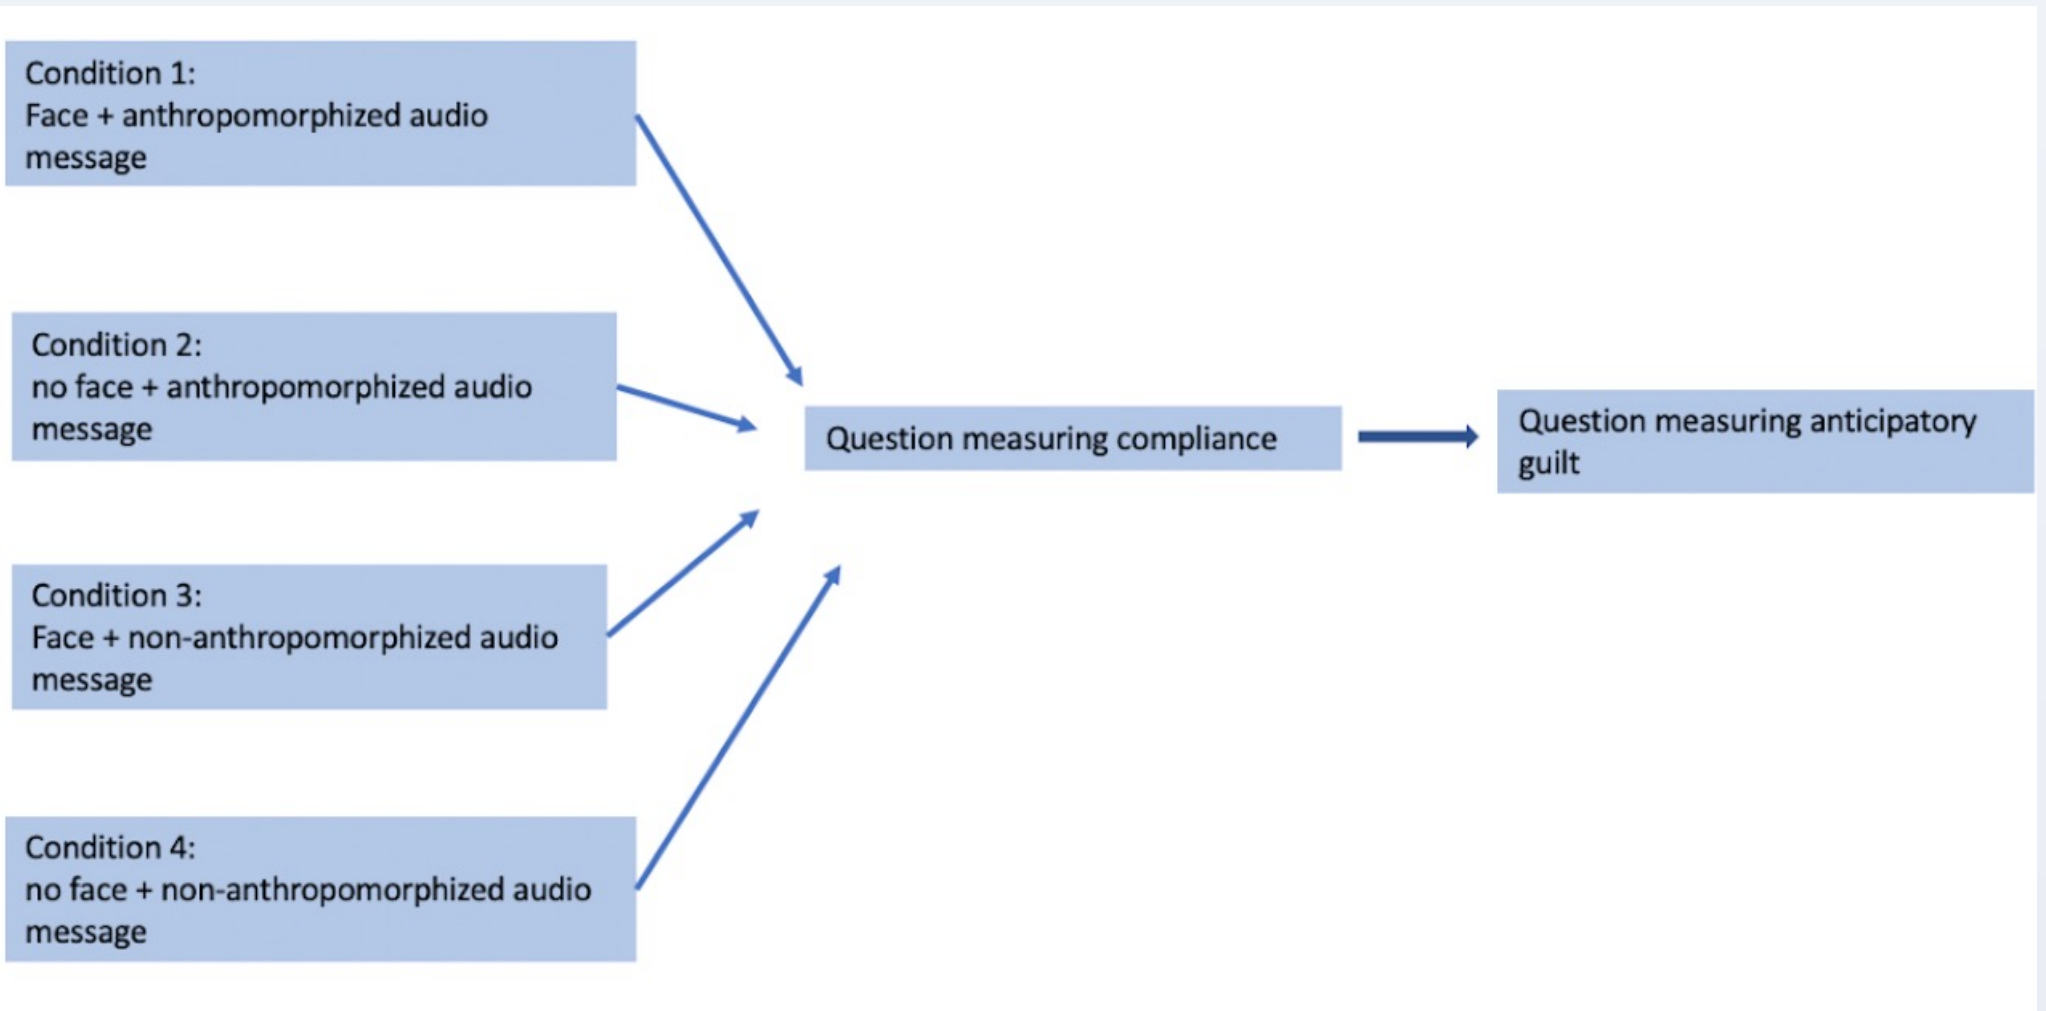 Condition 1:
Face + anthropomorphized audio
message
Condition 2:
no face + anthropomorphized audio
message
Question measuring compliance
Question measuring anticipatory
guilt
Condition 3:
Face + non-anthropomorphized audio
message
Condition 4:
no face + non-anthropomorphized audio
message